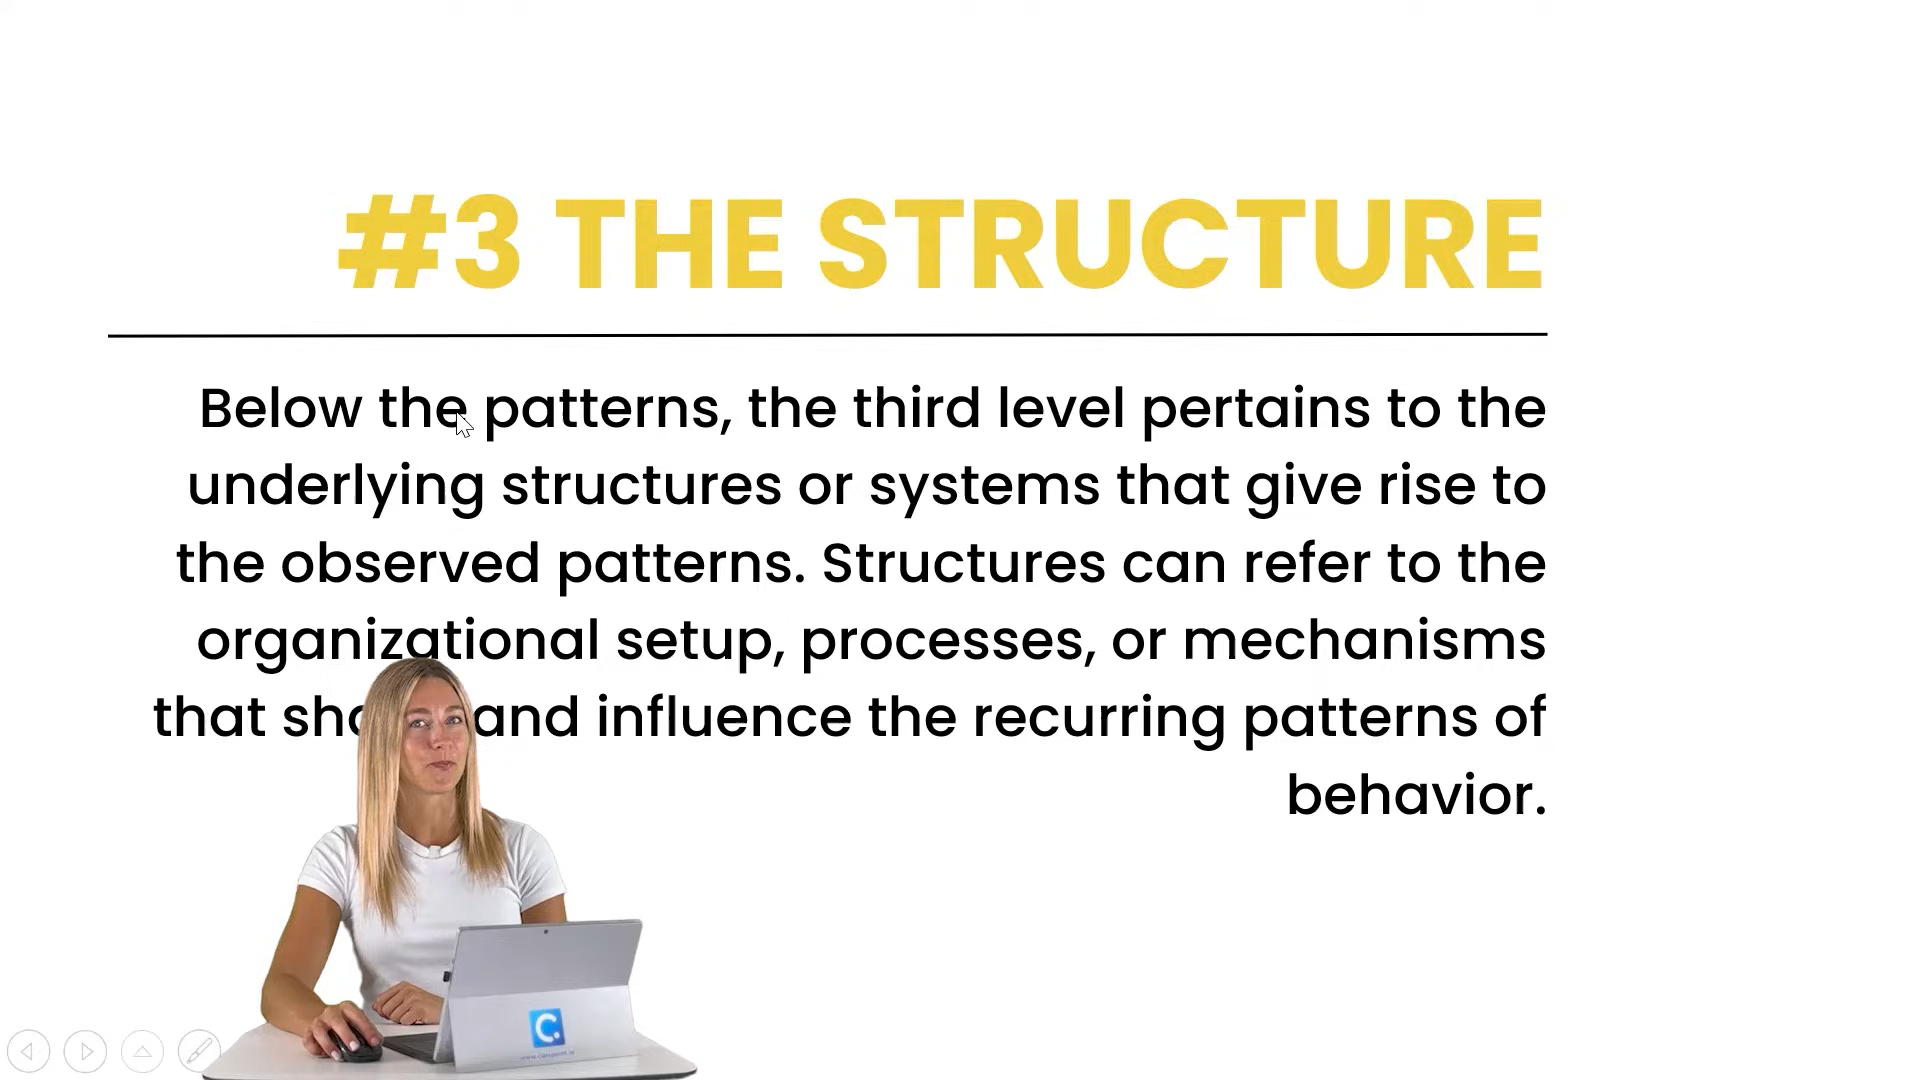 #3 THE STRUCTURE
Below the patterns, the third level pertains to the
underlying structures or systems that give rise to
the observed patterns. Structures can refer to the
organizational setup, processes, or mechanisms
that and influence the recurring patterns of
behavior.
C.